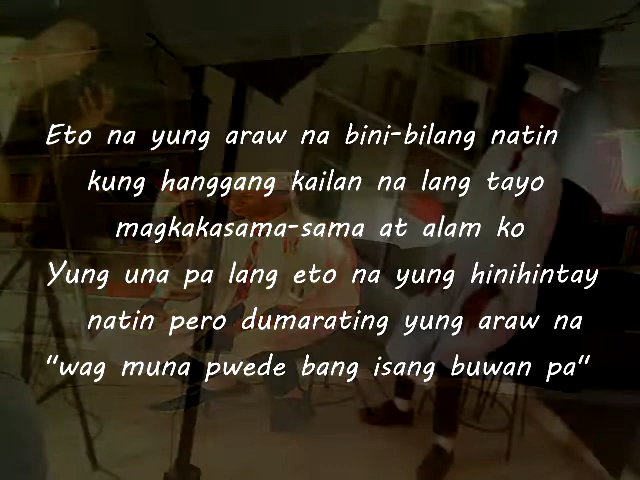 Eto na yung araw na bini-bilang natin
kung hanggang kailan na lang tayo
magkakasama-sama at alam ko
Yung una pa lang eto na yung hinihintay
natin pero dumarating yung araw na
"wag muna pwede bang isang buwan pa"